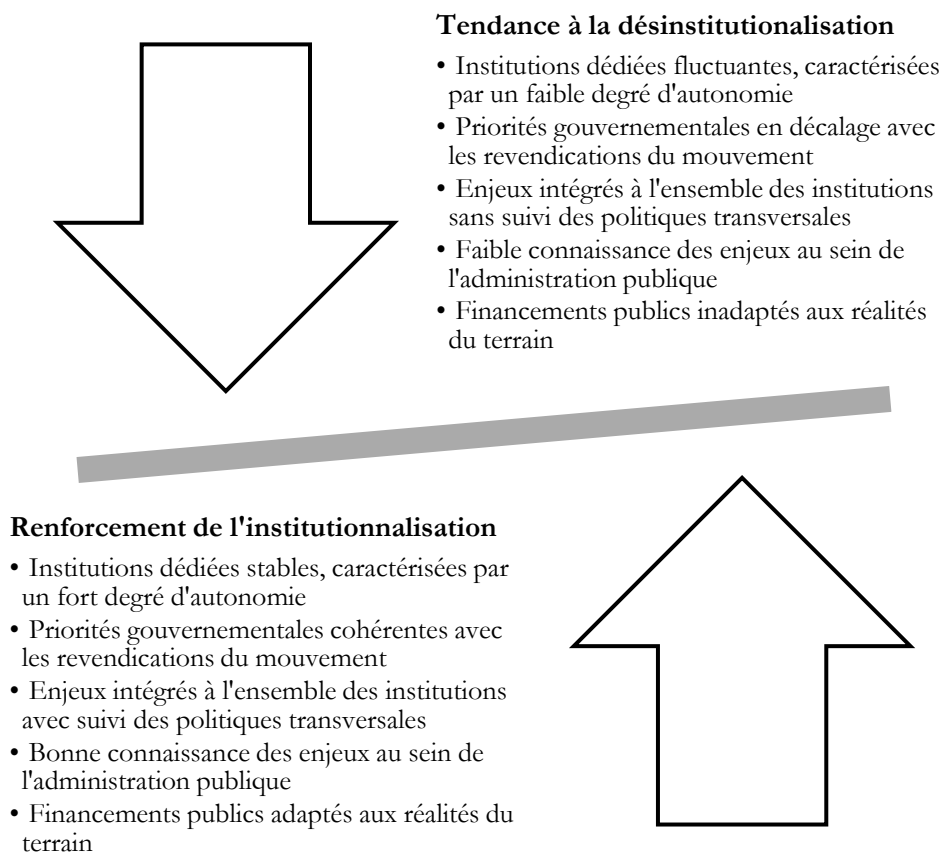 Tendance à la désinstitutionalisation
• Institutions dédiées fluctuantes, caractérisées
par un faible degré d'autonomie
• Priorités gouvernementales en décalage avec
les revendications du mouvement
• Enjeux intégrés à l'ensemble des institutions
sans suivi des politiques transversales
• Faible connaissance des enjeux au sein de
l'administration publique
• Financements publics inadaptés aux réalités
du terrain
Renforcement de l'institutionnalisation
• Institutions dédiées stables, caractérisées par
un fort degré d'autonomie
• Priorités gouvernementales cohérentes avec
les revendications du mouvement
• Enjeux intégrés à l'ensemble des institutions
avec suivi des politiques transversales
• Bonne connaissance des enjeux au sein de
l'administration publique
• Financements publics adaptés aux réalités du
terrain